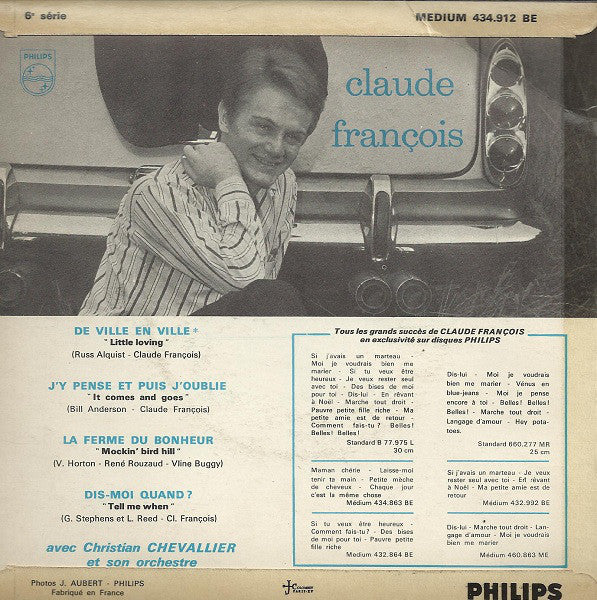 6e série
MEDIUM 434.912 BE
PHILIPS
claude
françois
DE VILLE EN VILLE*
"Little loving"
(Russ Alquist - Claude François)
J'Y PENSE ET PUIS J'OUBLIE
"It comes and goes"
(Bill Anderson - Claude François)
LA FERME DU BONHEUR
"Mockin' bird hill"
(V. Horton - René Rouzaud - Vline Buggy)
DIS-MOI QUAND?
"Tell me when"
(G. Stephens et L. Reed - Cl. François)
avec Christian CHEVALLIER
et son orchestre
Tous les grands succès de CLAUDE FRANÇOIS
en exclusivité sur disques PHILIPS
Si j'avais un marteau -
Moi je voudrais bien me
marier - Si tu veux être
heureux - Je veux rester seul
avec toi - Des bises de moi
pour toi - Dis-lui - En rêvant
à Noël - Marche tout droit -
Pauvre petite fille riche - Ma
petite amie est de retour -
Comment fais-tu? Belles!
Belles! Belles!
Standard B 77.975 L
30 cm
Dis-lui - Moi je voudrais
bien me marier - Vénus en
blue-jeans - Moi je pense
encore à toi - Belles! Belles!
Belles! - Marche tout droit -
Langage d'amour - Hey pota-
toes.
Standard 660.277 MR
25 cm
Maman chérie - Laisse-moi
tenir ta main - Petite mèche
de cheveux - Chaque jour
c'est la même chose
Médium 434.863 BE
Si j'avais un marteau - Je veux
rester seul avec toi - En rêvant
à Noël - Ma petite amie est de
retour
Médium 432.992 BE
Si tu veux être heureux -
Comment fais-tu? - Des bises
de moi pour toi - Pauvre petite
fille riche
Médium 432.864 BE
Dis-lui - Marche tout droit - Lan-
gage d'amour - Moi je voudrais
bien me marier
Médium 460.863 ME
Photos J. AUBERT - PHILIPS
Fabriqué en France
PHILIPS